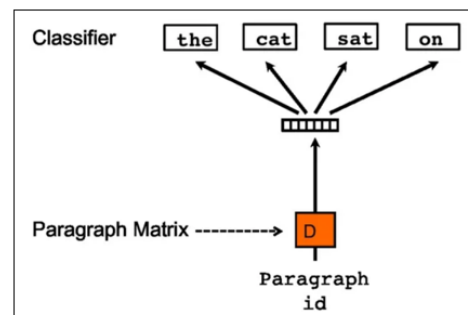 Classifier the cat sat on
D
Paragraph Matrix
Paragraph
id